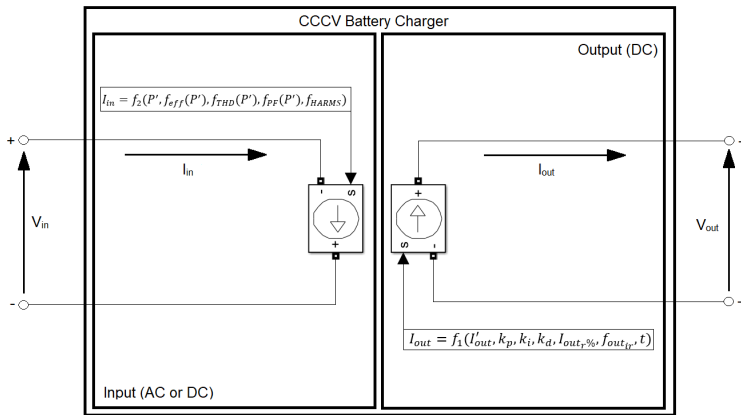 CCCV Battery Charger
Output (DC)
I_in = f_2(P', f_eff(P'), f_THD(P'), f_PF(P'), f_HARMS)
+
-
I_in
I_out
- s
+
+
s -
V_in
V_out
-
-
I_out = f_1(I'_out, k_p, k_i, k_d, I_out_r%, f_out_ir, t)
Input (AC or DC)